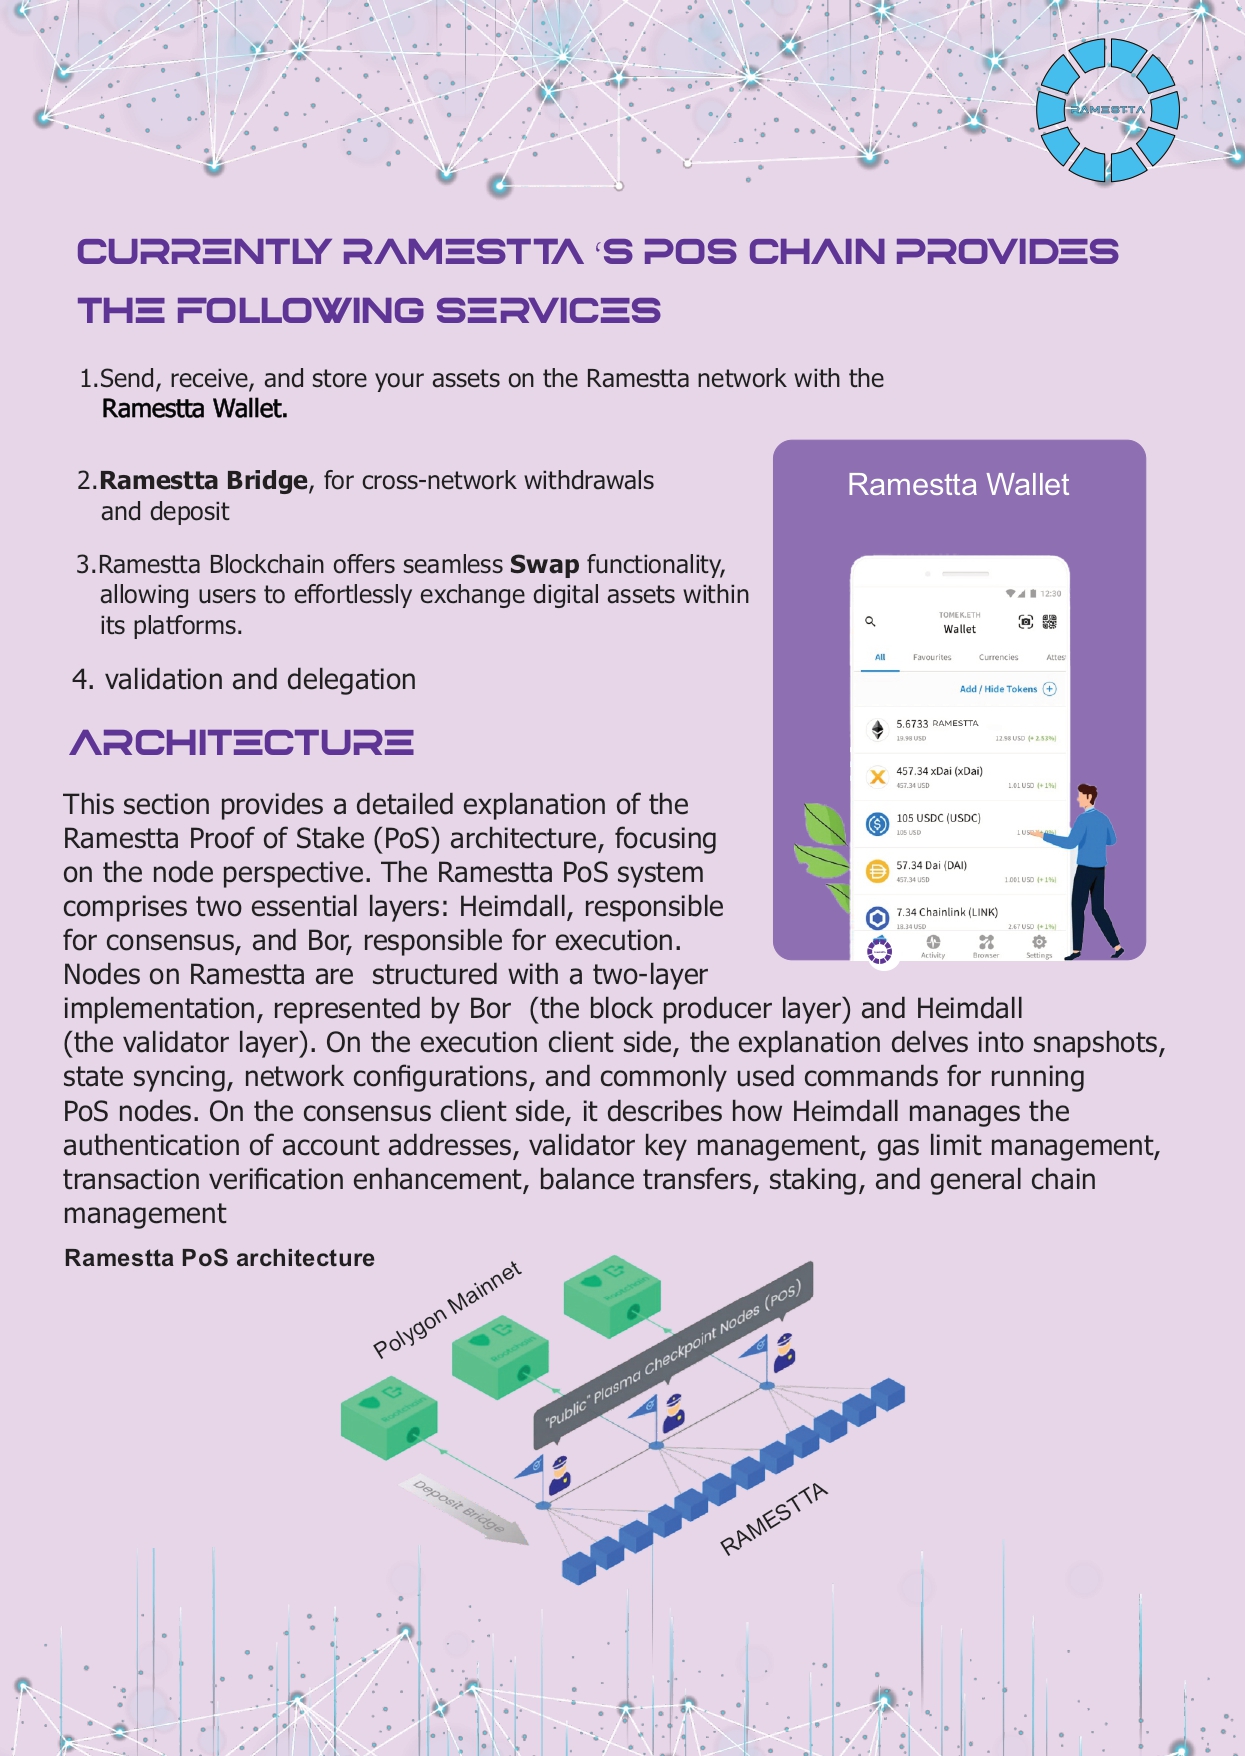 RAMESTTA
CURRENTLY RAMESTTA ‘S POS CHAIN PROVIDES
THE FOLLOWING SERVICES
1.Send, receive, and store your assets on the Ramestta network with the
Ramestta Wallet.
2.Ramestta Bridge, for cross-network withdrawals
and deposit
3.Ramestta Blockchain offers seamless Swap functionality,
allowing users to effortlessly exchange digital assets within
its platforms.
4. validation and delegation
Ramestta Wallet
12:30
TOMEK.ETH
Wallet
All Favourites Currencies Attes
Add / Hide Tokens
5.6733 RAMESTTA
18.98 USD 12.98 USD (+ 2.53%)
457.34 xDai (xDai)
457.34 USD 1.01 USD (+ 1%)
105 USDC (USDC)
105 USD
57.34 Dai (DAI)
457.34 USD 1.001 USD (+ 1%)
7.34 Chainlink (LINK)
18.34 USD 2.67 USD (+ 1%)
Activity Browser Settings
ARCHITECTURE
This section provides a detailed explanation of the
Ramestta Proof of Stake (PoS) architecture, focusing
on the node perspective. The Ramestta PoS system
comprises two essential layers: Heimdall, responsible
for consensus, and Bor, responsible for execution.
Nodes on Ramestta are structured with a two-layer
implementation, represented by Bor (the block producer layer) and Heimdall
(the validator layer). On the execution client side, the explanation delves into snapshots,
state syncing, network configurations, and commonly used commands for running
PoS nodes. On the consensus client side, it describes how Heimdall manages the
authentication of account addresses, validator key management, gas limit management,
transaction verification enhancement, balance transfers, staking, and general chain
management
Ramestta PoS architecture
Polygon Mainnet
Rootchain
Rootchain
Rootchain
"Public" Plasma Checkpoint Nodes (POS)
Deposit Bridge
RAMESTTA